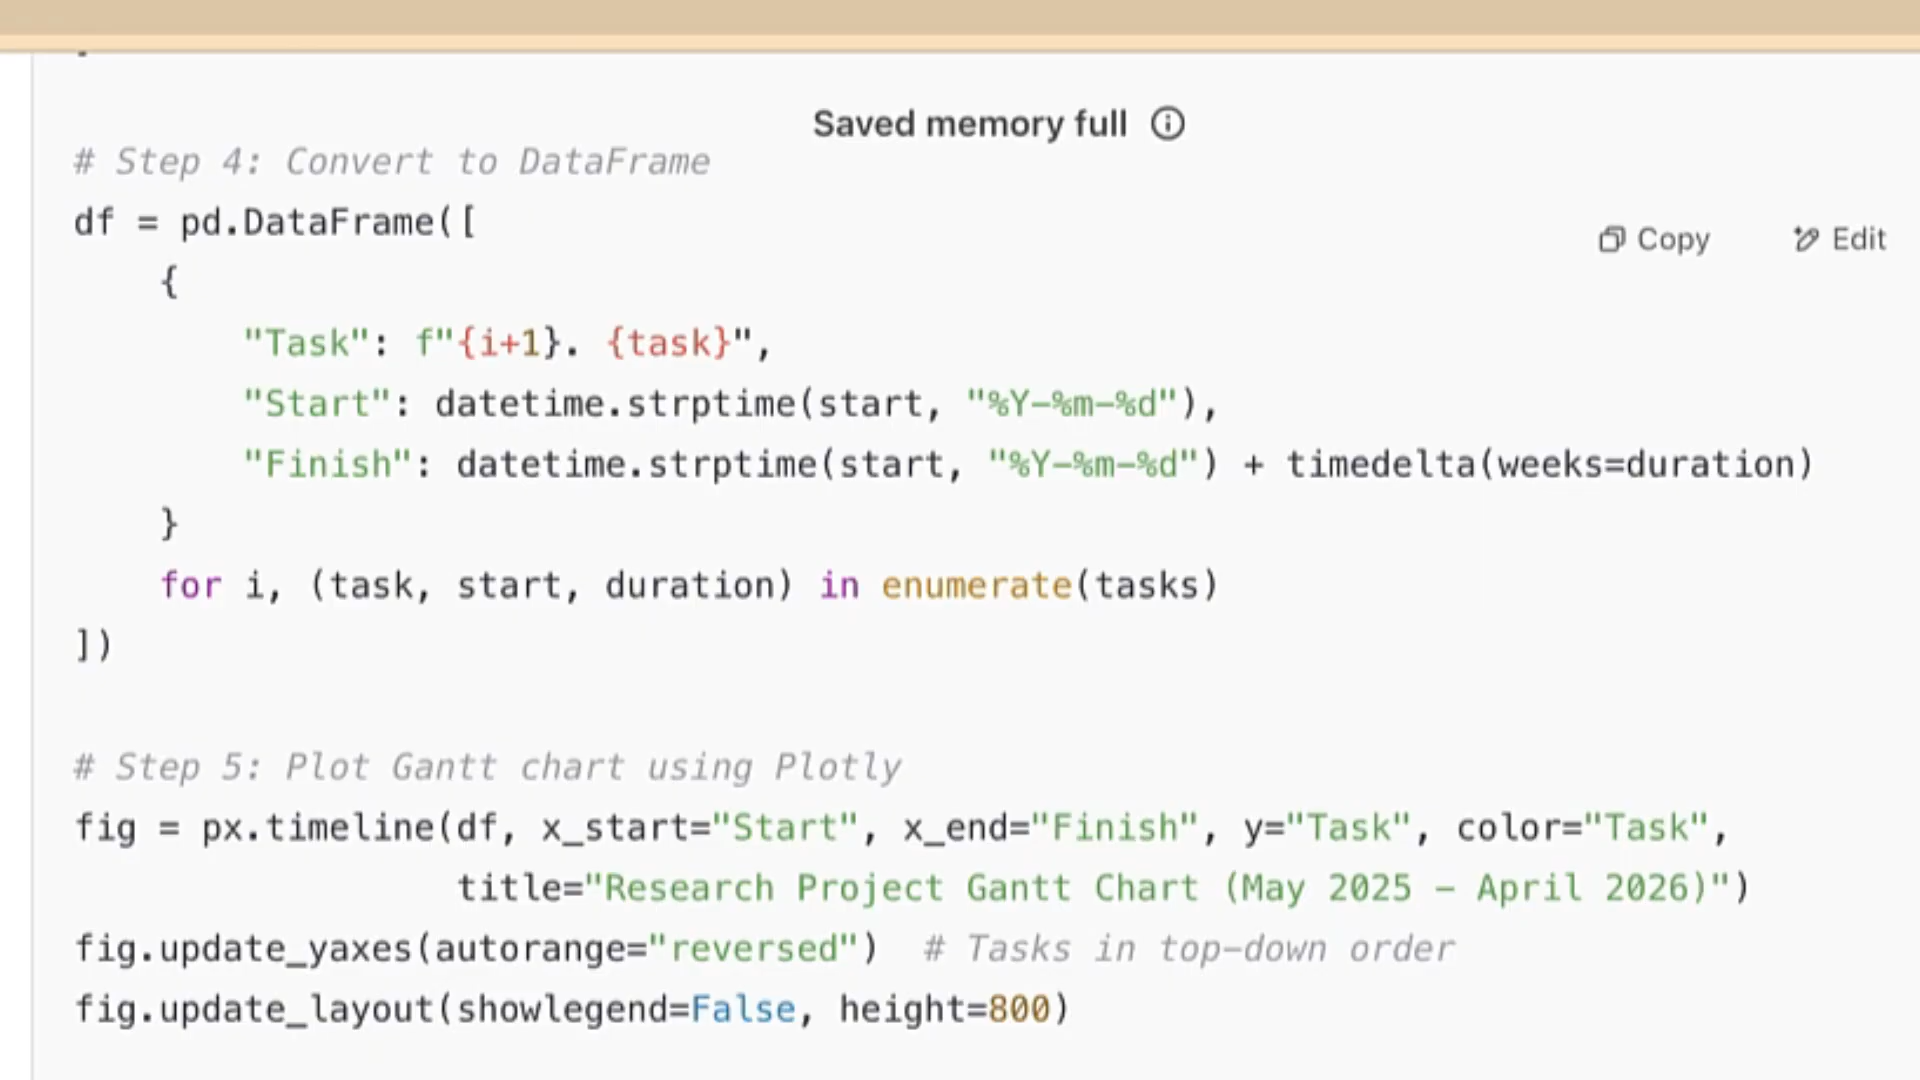 Saved memory full
# Step 4: Convert to DataFrame
df = pd.DataFrame([
Copy Edit
    {
        "Task": f"{i+1}. {task}",
        "Start": datetime.strptime(start, "%Y-%m-%d"),
        "Finish": datetime.strptime(start, "%Y-%m-%d") + timedelta(weeks=duration)
    }
    for i, (task, start, duration) in enumerate(tasks)
])
# Step 5: Plot Gantt chart using Plotly
fig = px.timeline(df, x_start="Start", x_end="Finish", y="Task", color="Task",
                  title="Research Project Gantt Chart (May 2025 – April 2026)")
fig.update_yaxes(autorange="reversed")  # Tasks in top-down order
fig.update_layout(showlegend=False, height=800)